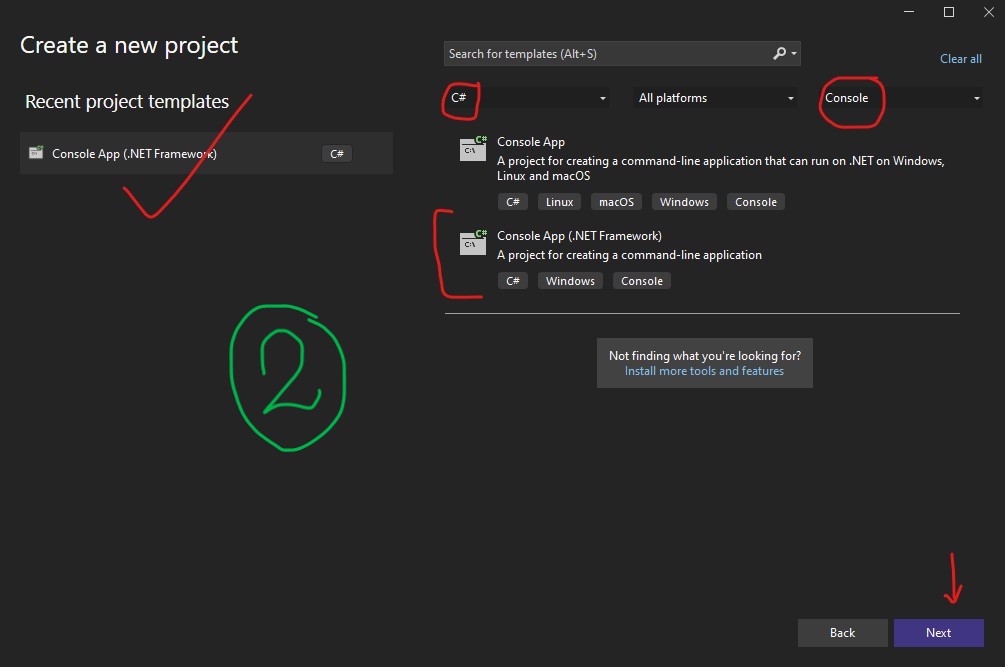 Create a new project
Search for templates (Alt+S)
Clear all
Recent project templates
C#
All platforms
Console
Console App (.NET Framework)
C#
C#
C:\
Console App
A project for creating a command-line application that can run on .NET on Windows,
Linux and macOS
C# Linux macOS Windows Console
C#
C:\
Console App (.NET Framework)
A project for creating a command-line application
C# Windows Console
2
Not finding what you're looking for?
Install more tools and features
Back
Next